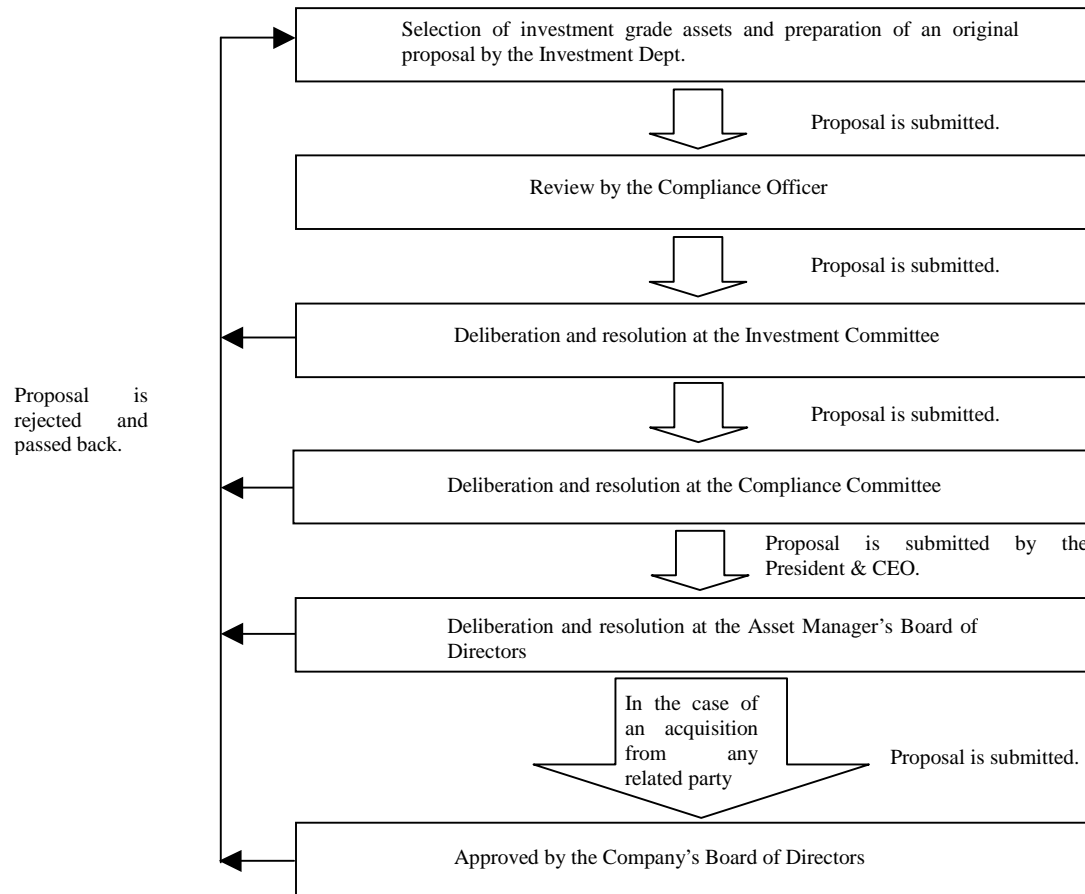 Selection of investment grade assets and preparation of an original
proposal by the Investment Dept.
Proposal is submitted.
Review by the Compliance Officer
Proposal is submitted.
Deliberation and resolution at the Investment Committee
Proposal is
rejected and
passed back.
Proposal is submitted.
Deliberation and resolution at the Compliance Committee
Proposal is submitted by the
President & CEO.
Deliberation and resolution at the Asset Manager's Board of
Directors
In the case of
an acquisition
from any
related party
Proposal is submitted.
Approved by the Company's Board of Directors